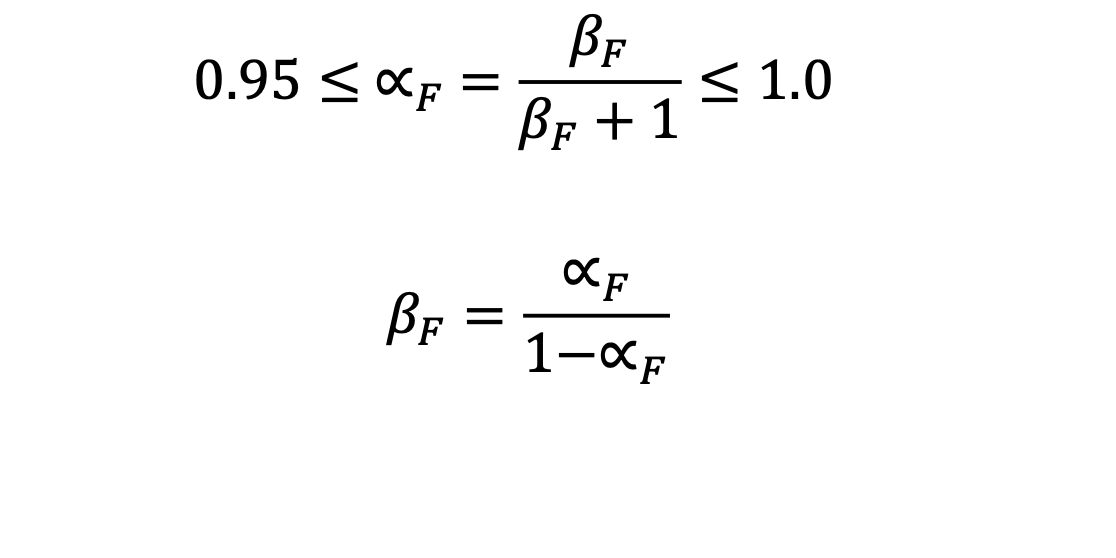 0.95 ≤ ∝_F = β_F / (β_F + 1) ≤ 1.0
β_F = ∝_F / (1−∝_F)